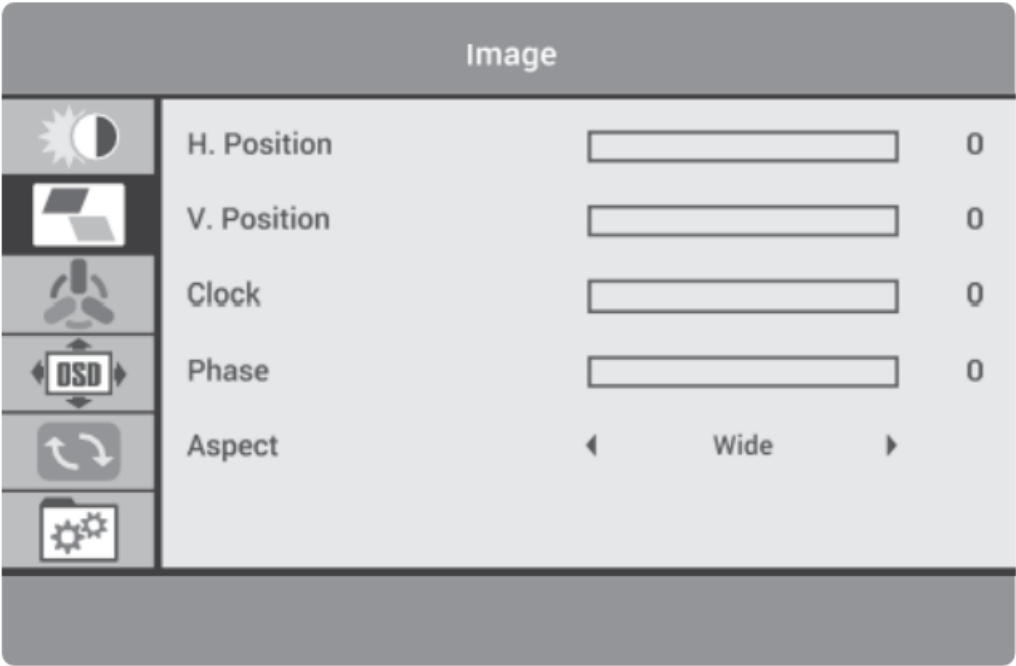 Image
H. Position 0
V. Position 0
Clock 0
Phase 0
OSD
Aspect Wide